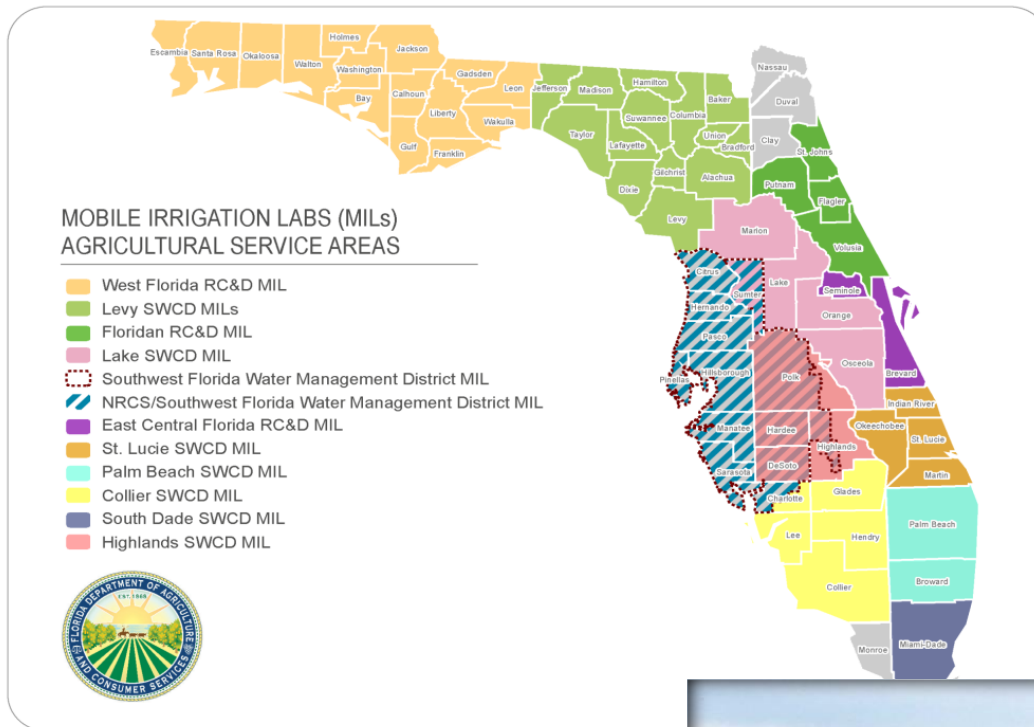 Escambia
Santa Rosa
Okaloosa
Walton
Holmes
Washington
Jackson
Bay
Calhoun
Gulf
Liberty
Gadsden
Leon
Wakulla
Franklin
Jefferson
Madison
Hamilton
Taylor
Suwannee
Lafayette
Columbia
Baker
Union
Bradford
Gilchrist
Alachua
Dixie
Levy
Nassau
Duval
Clay
St. Johns
Putnam
Flagler
Volusia
Marion
Citrus
Sumter
Lake
Seminole
Hernando
Orange
Pasco
Osceola
Brevard
Pinellas
Hillsborough
Polk
Indian River
Manatee
Hardee
Highlands
Okeechobee
St. Lucie
Sarasota
DeSoto
Martin
Charlotte
Glades
Lee
Hendry
Palm Beach
Collier
Broward
Monroe
Miami-Dade
MOBILE IRRIGATION LABS (MILs)
AGRICULTURAL SERVICE AREAS
West Florida RC&D MIL
Levy SWCD MILs
Floridan RC&D MIL
Lake SWCD MIL
Southwest Florida Water Management District MIL
NRCS/Southwest Florida Water Management District MIL
East Central Florida RC&D MIL
St. Lucie SWCD MIL
Palm Beach SWCD MIL
Collier SWCD MIL
South Dade SWCD MIL
Highlands SWCD MIL
FLORIDA DEPARTMENT OF AGRICULTURE
EST. 1868
AND CONSUMER SERVICES